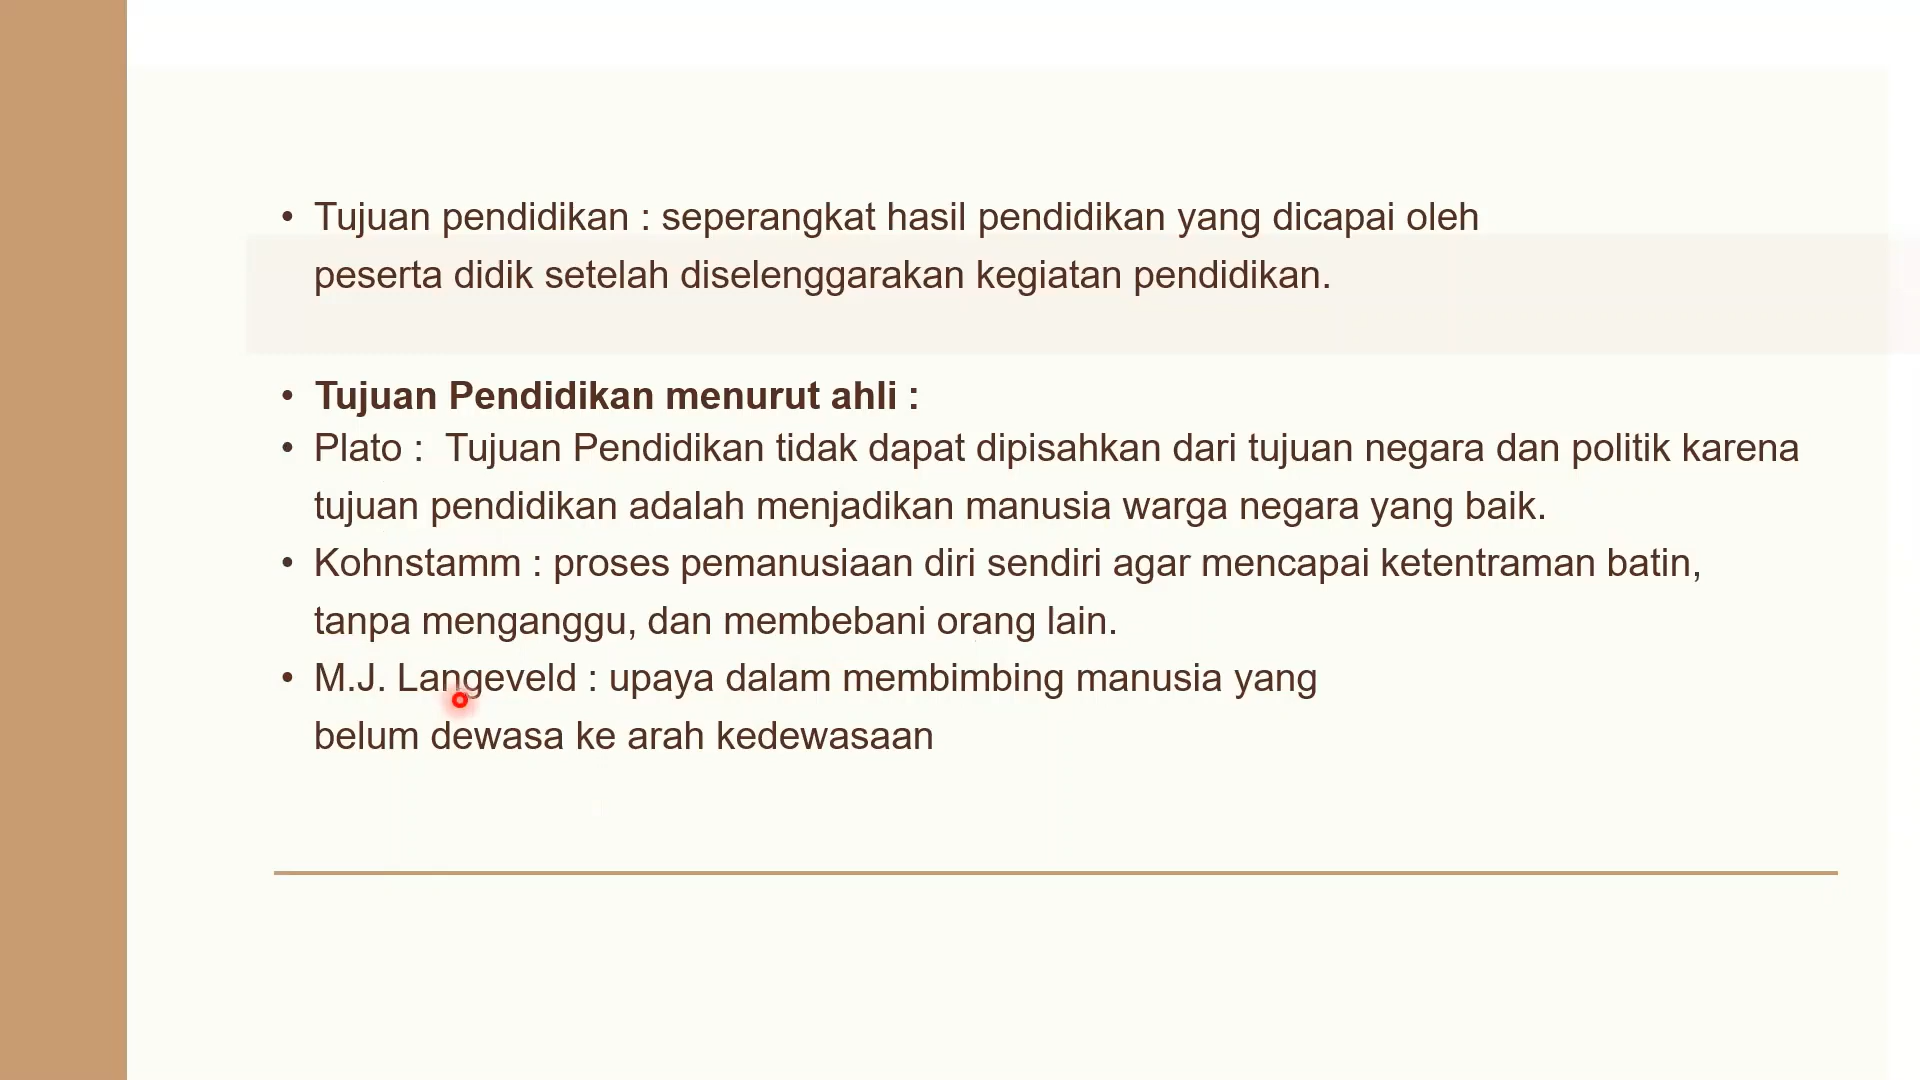 • Tujuan pendidikan : seperangkat hasil pendidikan yang dicapai oleh
peserta didik setelah diselenggarakan kegiatan pendidikan.
• Tujuan Pendidikan menurut ahli :
• Plato :  Tujuan Pendidikan tidak dapat dipisahkan dari tujuan negara dan politik karena
tujuan pendidikan adalah menjadikan manusia warga negara yang baik.
• Kohnstamm : proses pemanusiaan diri sendiri agar mencapai ketentraman batin,
tanpa menganggu, dan membebani orang lain.
• M.J. Langeveld : upaya dalam membimbing manusia yang
belum dewasa ke arah kedewasaan